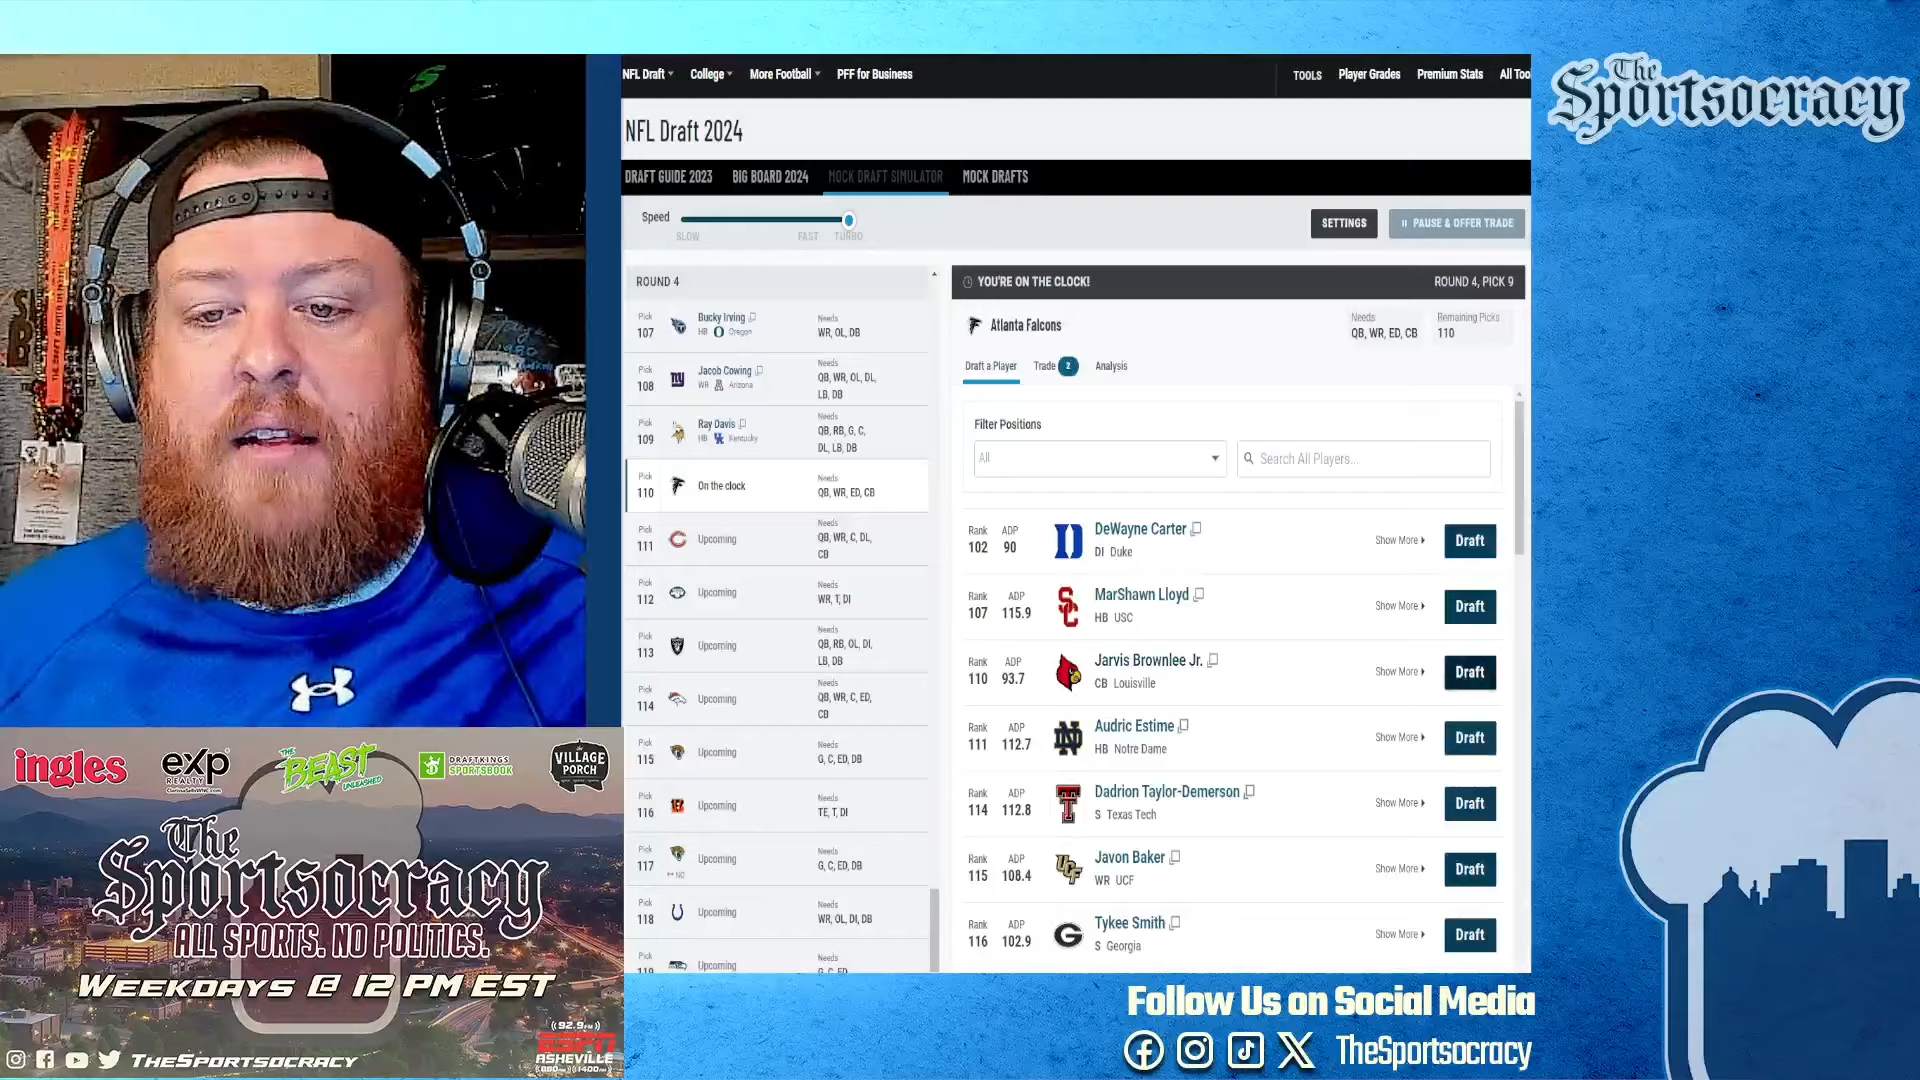 The
Sportsocracy
NFL Draft
College
More Football
PFF for Business
TOOLS
Player Grades
Premium Stats
All Too
NFL Draft 2024
DRAFT GUIDE 2023
BIG BOARD 2024
MOCK DRAFT SIMULATOR
MOCK DRAFTS
Speed
SLOW
FAST
TURBO
SETTINGS
PAUSE & OFFER TRADE
ROUND 4
Pick
107
Bucky Irving
HB Oregon
Needs
WR, OL, DB
Pick
108
Jacob Cowing
WR Arizona
Needs
QB, WR, OL, DL,
LB, DB
Pick
109
Ray Davis
HB Kentucky
Needs
QB, RB, G, C,
DL, LB, DB
Pick
110
On the clock
Needs
QB, WR, ED, CB
Pick
111
Upcoming
Needs
QB, WR, C, DL,
CB
Pick
112
Upcoming
Needs
WR, T, DI
Pick
113
Upcoming
Needs
QB, RB, OL, DI,
LB, DB
Pick
114
Upcoming
Needs
QB, WR, C, ED,
CB
Pick
115
Upcoming
Needs
G, C, ED, DB
Pick
116
Upcoming
Needs
TE, T, DI
Pick
117
NO
Upcoming
Needs
G, C, ED, DB
Pick
118
Upcoming
Needs
WR, OL, DI, DB
Pick
119
Upcoming
Needs
G, C, ED
YOU'RE ON THE CLOCK!
ROUND 4, PICK 9
Atlanta Falcons
Needs
QB, WR, ED, CB
Remaining Picks
110
Draft a Player
Trade 2
Analysis
Filter Positions
All
Search All Players...
Rank ADP
102 90
DeWayne Carter
DI Duke
Show More
Draft
Rank ADP
107 115.9
MarShawn Lloyd
HB USC
Show More
Draft
Rank ADP
110 93.7
Jarvis Brownlee Jr.
CB Louisville
Show More
Draft
Rank ADP
111 112.7
Audric Estime
HB Notre Dame
Show More
Draft
Rank ADP
114 112.8
Dadrion Taylor-Demerson
S Texas Tech
Show More
Draft
Rank ADP
115 108.4
Javon Baker
WR UCF
Show More
Draft
Rank ADP
116 102.9
Tykee Smith
S Georgia
Show More
Draft
ingles
exp
REALTY
THE
BEAST
UNLEASHED
DRAFTKINGS
SPORTSBOOK
VILLAGE
PORCH
The
Sportsocracy
ALL SPORTS. NO POLITICS.
WEEKDAYS @ 12 PM EST
92.9 FM
ESPN
ASHEVILLE
THESPORTSOCRACY
Follow Us on Social Media
TheSportsocracy